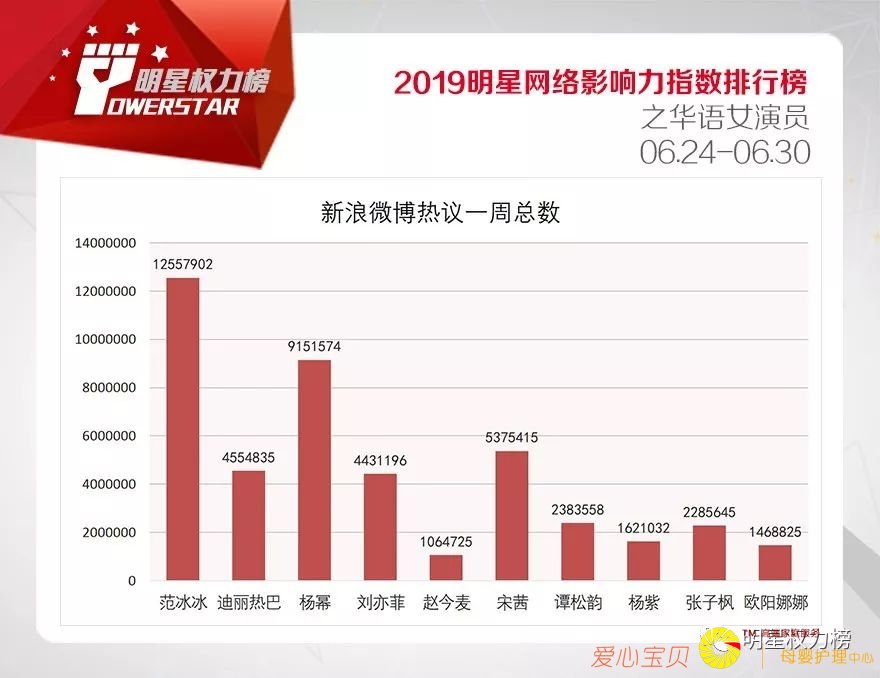 明星权力榜
POWERSTAR
2019明星网络影响力指数排行榜
之华语女演员
06.24-06.30
新浪微博热议一周总数
14000000
12000000
10000000
8000000
6000000
4000000
2000000
0
12557902
4554835
9151574
4431196
1064725
5375415
2383558
1621032
2285645
1468825
范冰冰 迪丽热巴 杨幂 刘亦菲 赵今麦 宋茜 谭松韵 杨紫 张子枫 欧阳娜娜
明星权力榜
爱心宝贝
母婴护理中心